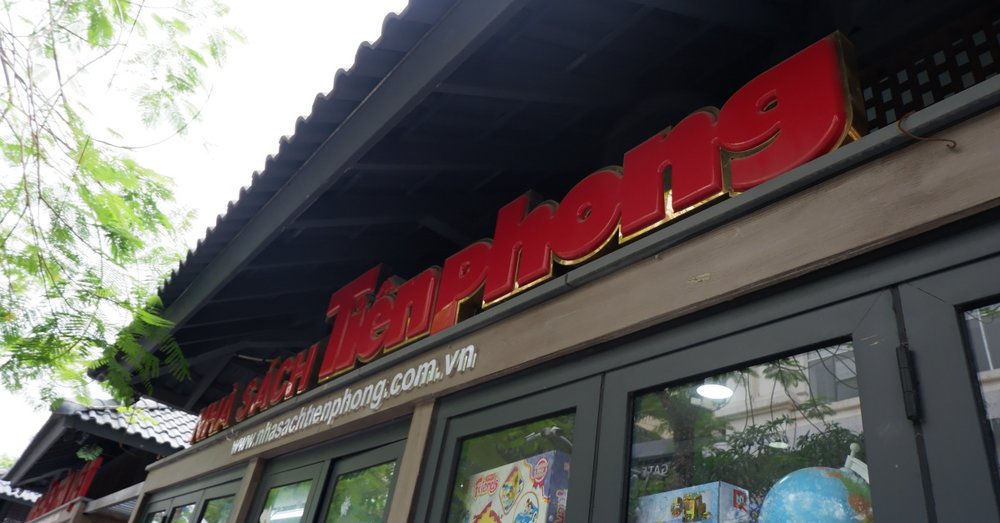 NHÀ SÁCH Tiền phong
www.nhasachtienphong.com.vn